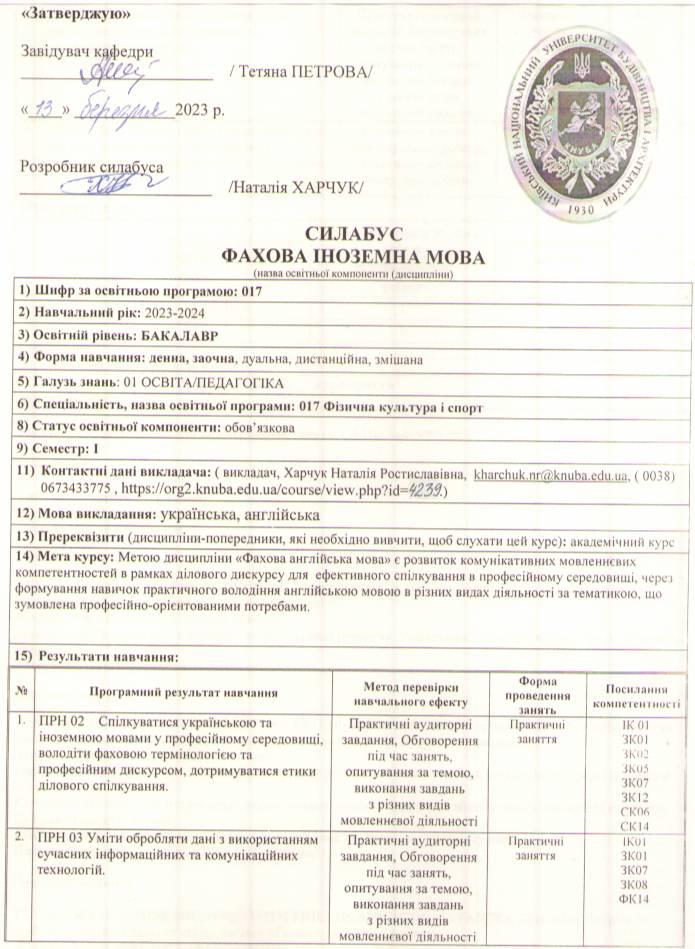 «Затверджую»
Завідувач кафедри
/ Тетяна ПЕТРОВА/
« 13 » березня 2023 р.
Розробник силабуса
/Наталія ХАРЧУК/
КИЇВСЬКИЙ НАЦІОНАЛЬНИЙ УНІВЕРСИТЕТ БУДІВНИЦТВА І АРХІТЕКТУРИ
КНУБА
1930
СИЛАБУС
ФАХОВА ІНОЗЕМНА МОВА
(назва освітньої компоненти (дисципліни)
1) Шифр за освітньою програмою: 017
2) Навчальний рік: 2023-2024
3) Освітній рівень: БАКАЛАВР
4) Форма навчання: денна, заочна, дуальна, дистанційна, змішана
5) Галузь знань: 01 ОСВІТА/ПЕДАГОГІКА
6) Спеціальність, назва освітньої програми: 017 Фізична культура і спорт
8) Статус освітньої компоненти: обов’язкова
9) Семестр: І
11) Контактні дані викладача: ( викладач, Харчук Наталія Ростиславівна, kharchuk.nr@knuba.edu.ua, ( 0038)
0673433775 , https://org2.knuba.edu.ua/course/view.php?id=4239.)
12) Мова викладання: українська, англійська
13) Пререквізити (дисципліни-попередники, які необхідно вивчити, щоб слухати цей курс): академічний курс
14) Мета курсу: Метою дисципліни «Фахова англійська мова» є розвиток комунікативних мовленнєвих
компетентностей в рамках ділового дискурсу для ефективного спілкування в професійному середовищі, через
формування навичок практичного володіння англійською мовою в різних видах діяльності за тематикою, що
зумовлена професійно-орієнтованими потребами.
15) Результати навчання:
№ Програмний результат навчання Метод перевірки навчального ефекту Форма проведення занять Посилання компетентності
1. ПРН 02 Спілкуватися українською та
іноземною мовами у професійному середовищі,
володіти фаховою термінологією та
професійним дискурсом, дотримуватися етики
ділового спілкування.
Практичні аудиторні
завдання, Обговорення
під час занять,
опитування за темою,
виконання завдань
з різних видів
мовленнєвої діяльності
Практичні
заняття
ІК 01
ЗК01
ЗК02
ЗК05
ЗК07
ЗК12
СК06
СК14
2. ПРН 03 Уміти обробляти дані з використанням
сучасних інформаційних та комунікаційних
технологій.
Практичні аудиторні
завдання, Обговорення
під час занять,
опитування за темою,
виконання завдань
з різних видів
мовленнєвої діяльності
Практичні
заняття
ІК01
ЗК01
ЗК07
ЗК08
ФК14